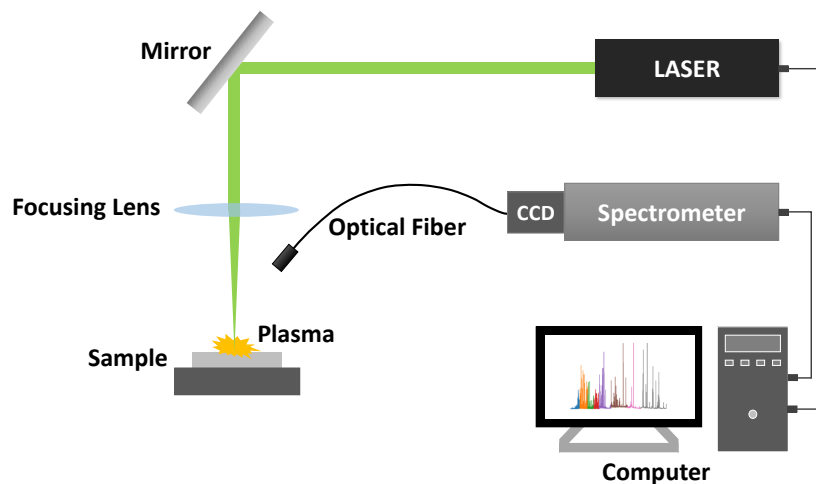 Mirror
LASER
Focusing Lens
Optical Fiber
CCD
Spectrometer
Plasma
Sample
Computer